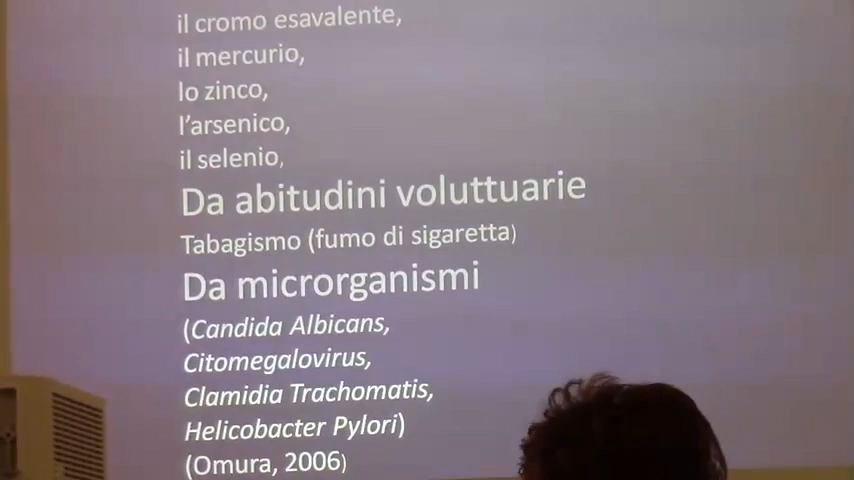 il cromo esavalente,
il mercurio,
lo zinco,
l'arsenico,
il selenio,
Da abitudini voluttuarie
Tabagismo (fumo di sigaretta)
Da microrganismi
(Candida Albicans,
Citomegalovirus,
Clamidia Trachomatis,
Helicobacter Pylori)
(Omura, 2006)